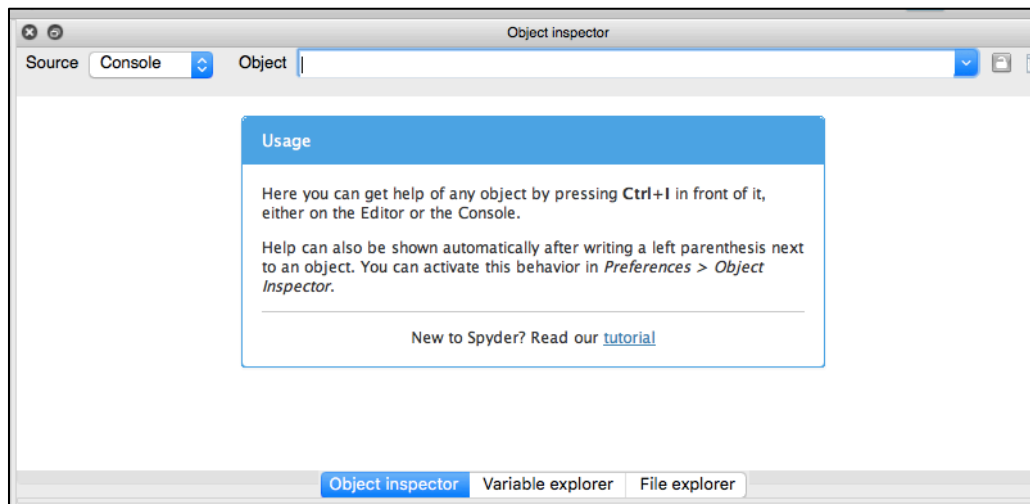 Object inspector
Source Console Object
Usage
Here you can get help of any object by pressing Ctrl+I in front of it,
either on the Editor or the Console.
Help can also be shown automatically after writing a left parenthesis next
to an object. You can activate this behavior in Preferences > Object
Inspector.
New to Spyder? Read our tutorial
Object inspector Variable explorer File explorer